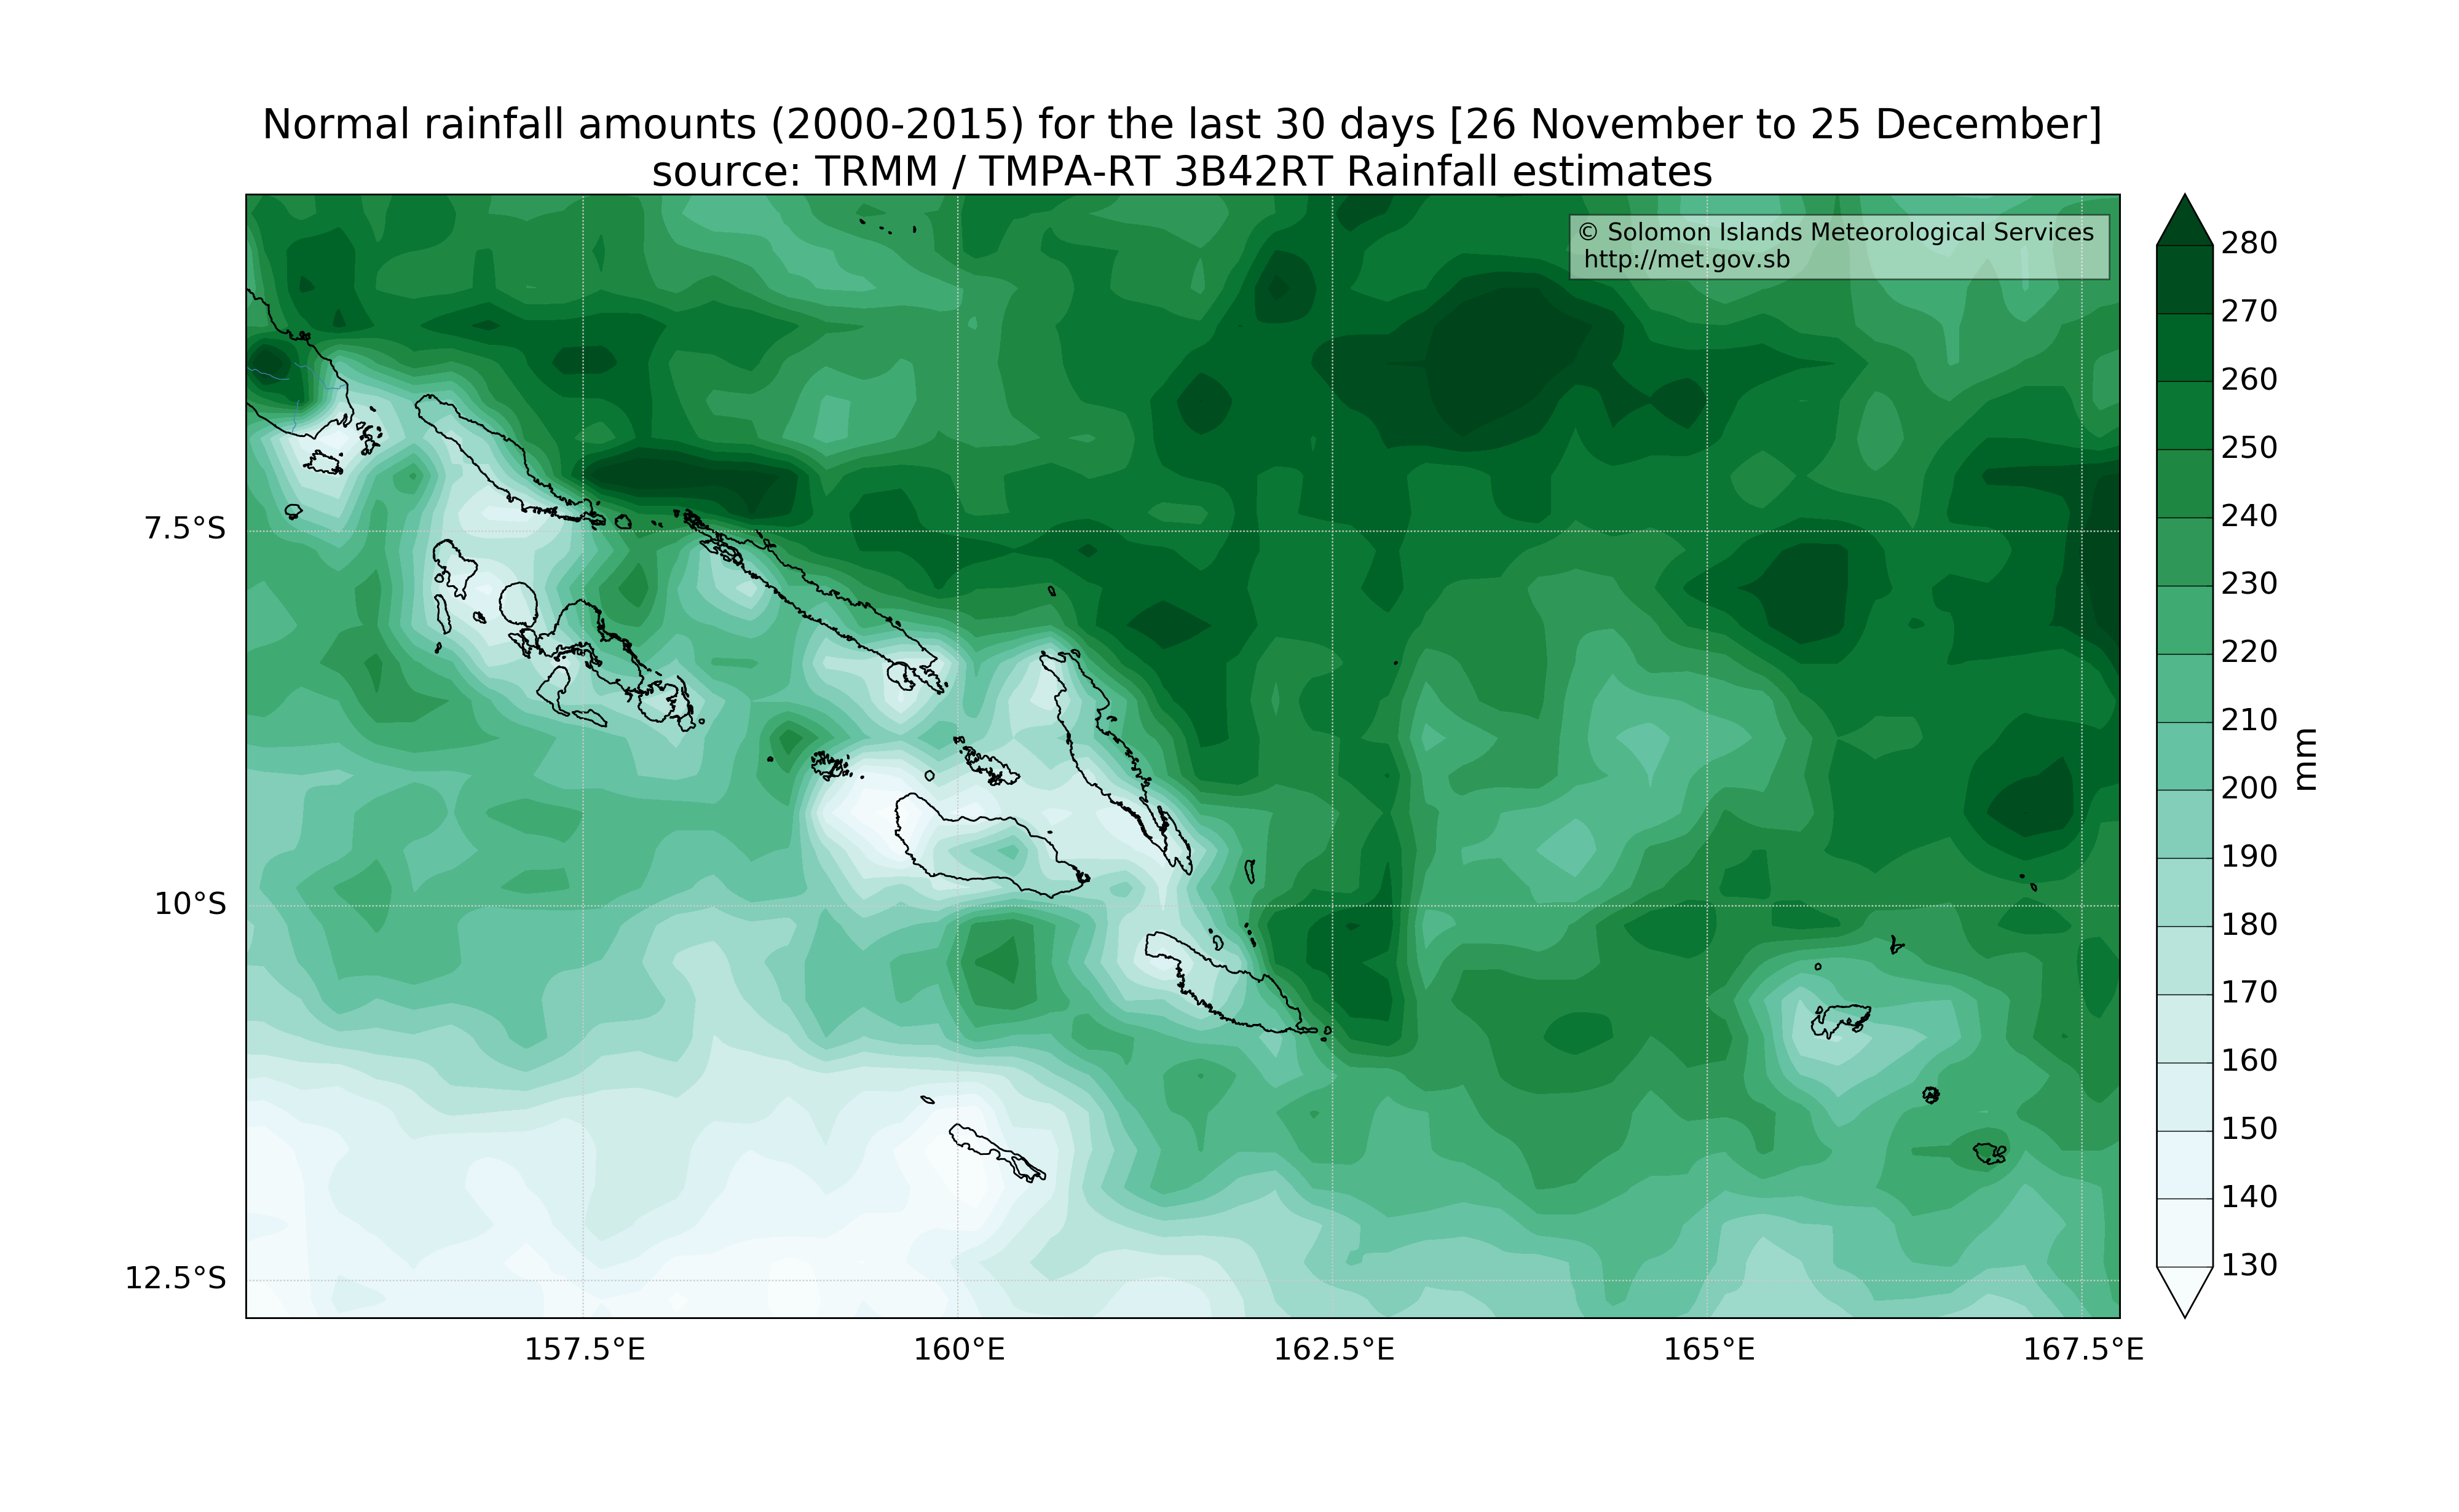 Normal rainfall amounts (2000-2015) for the last 30 days [26 November to 25 December]
source: TRMM / TMPA-RT 3B42RT Rainfall estimates
© Solomon Islands Meteorological Services
http://met.gov.sb
7.5°S
10°S
12.5°S
157.5°E
160°E
162.5°E
165°E
167.5°E
280
270
260
250
240
230
220
210
200
190
180
170
160
150
140
130
mm